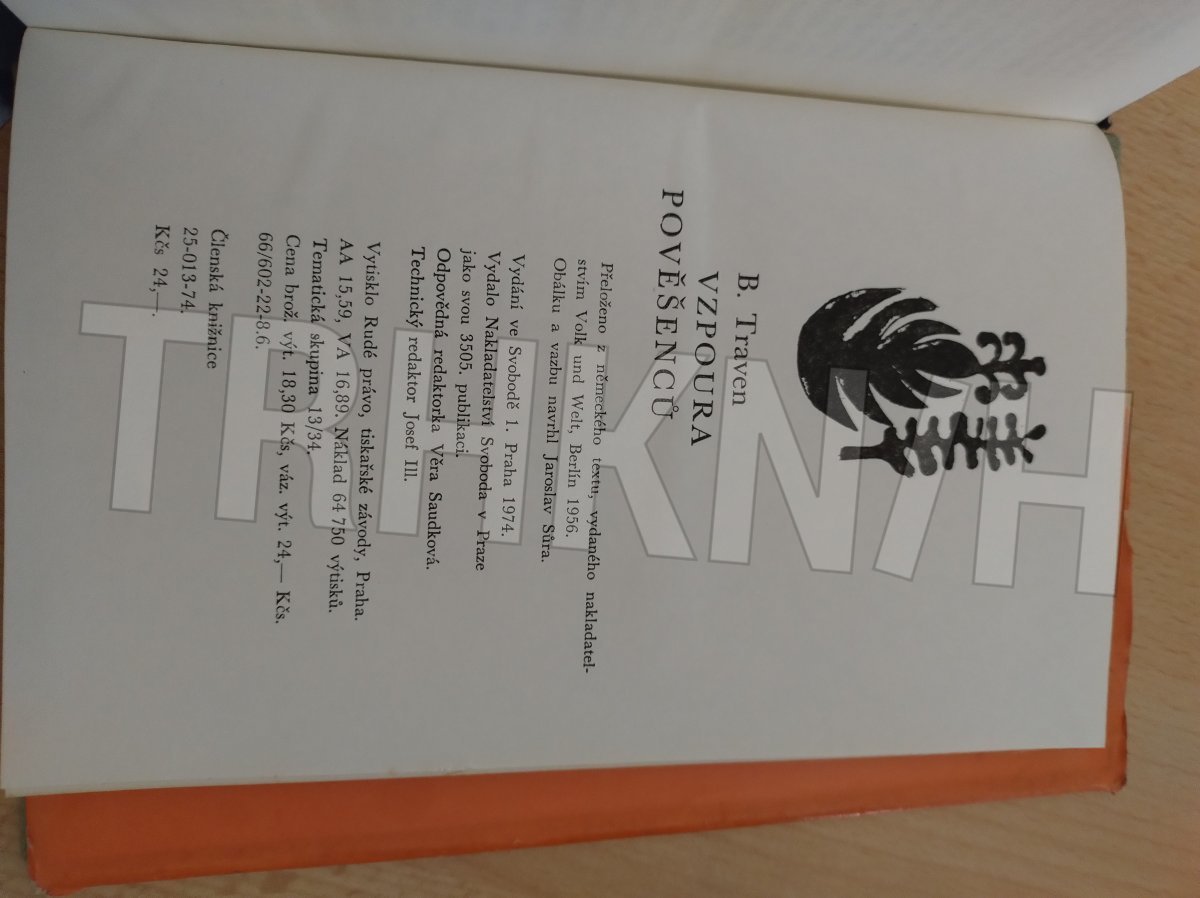 B. Traven
VZPOURA
POVĚŠENCŮ
Přeloženo z německého textu, vydaného nakladatel-
stvím Volk und Welt, Berlín 1956.
Obálku a vazbu navrhl Jaroslav Sůra.
Vydání ve Svobodě 1. Praha 1974.
Vydalo Nakladatelství Svoboda v Praze
jako svou 3505. publikaci.
Odpovědná redaktorka Věra Saudková.
Technický redaktor Josef Ill.
Vytisklo Rudé právo, tiskařské závody, Praha.
AA 15,59, VA 16,89. Náklad 64 750 výtisků.
Tematická skupina 13/34.
Cena brož. výt. 18,30 Kčs, váz. výt. 24,— Kčs.
66/602-22-8.6.
Členská knižnice
25-013-74.
Kčs 24,—.